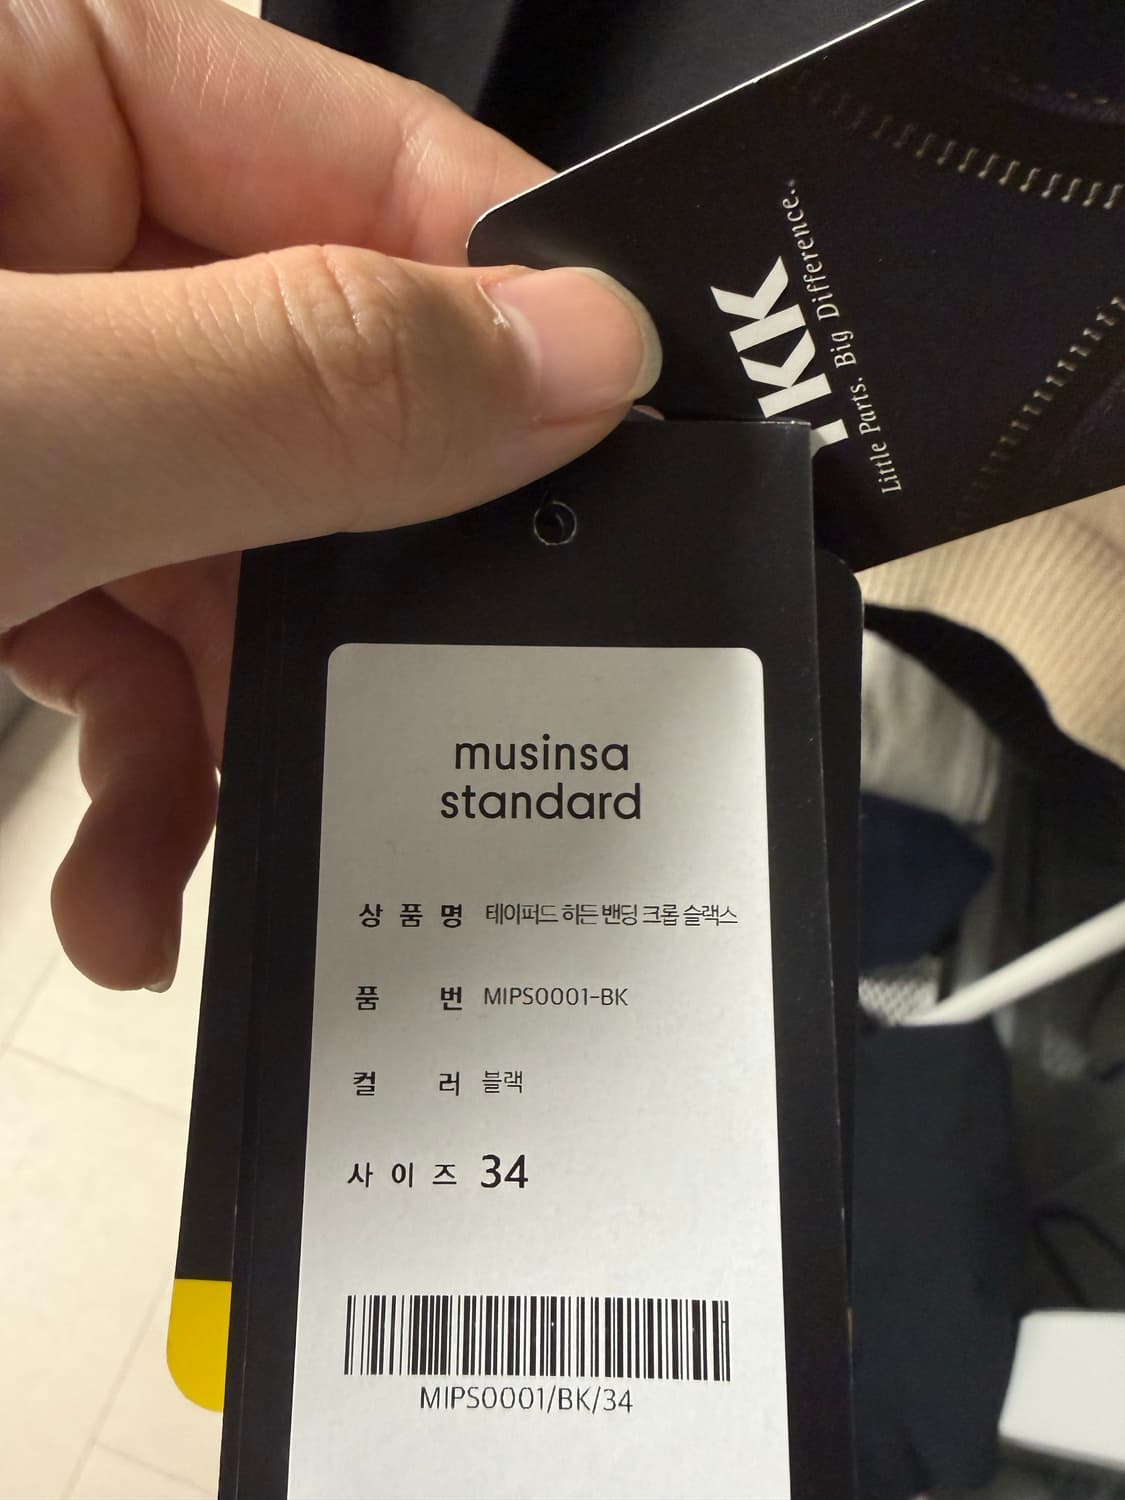 KK
Little Parts. Big Difference.
musinsa
standard
상 품 명 테이퍼드 히든 밴딩 크롭 슬랙스
품 번 MIPS0001-BK
컬 러 블랙
사 이 즈 34
MIPS0001/BK/34